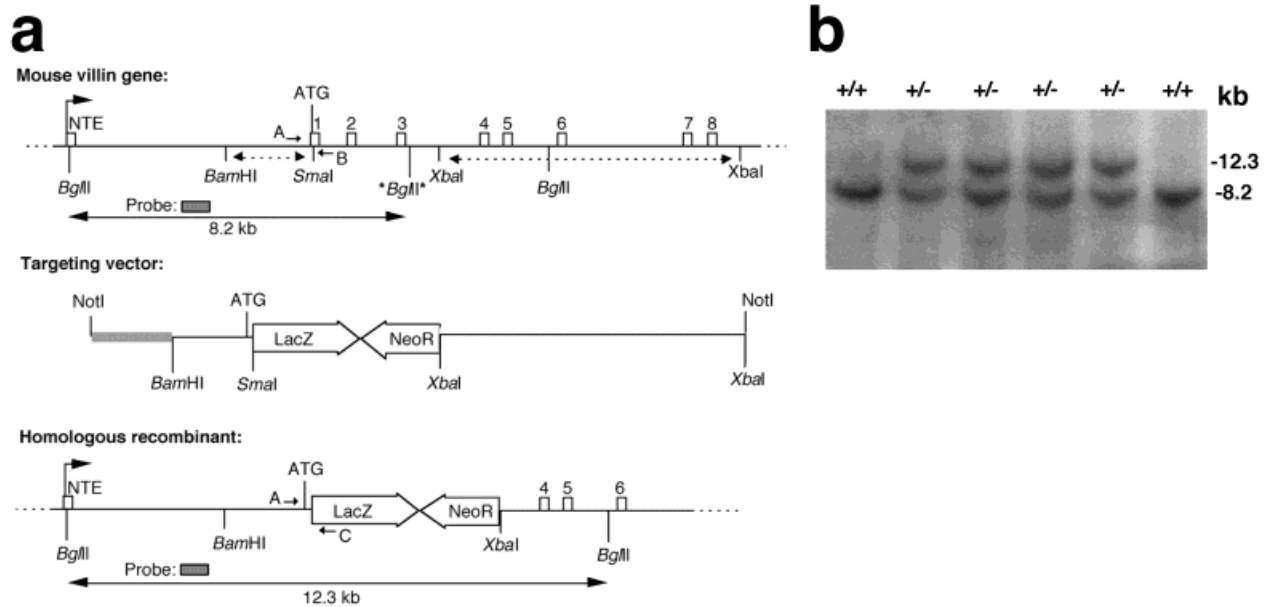 a
Mouse villin gene:
ATG
NTE
A
1 2 3 4 5 6 7 8
B
BglII BamHI SmaI *BglII* XbaI BglII XbaI
Probe:
8.2 kb
Targeting vector:
NotI ATG NotI
LacZ NeoR
BamHI SmaI XbaI XbaI
Homologous recombinant:
ATG
NTE
A
4 5 6
LacZ NeoR
C
BglII BamHI XbaI BglII
Probe:
12.3 kb
b
+/+ +/- +/- +/- +/- +/+ kb
-12.3
-8.2